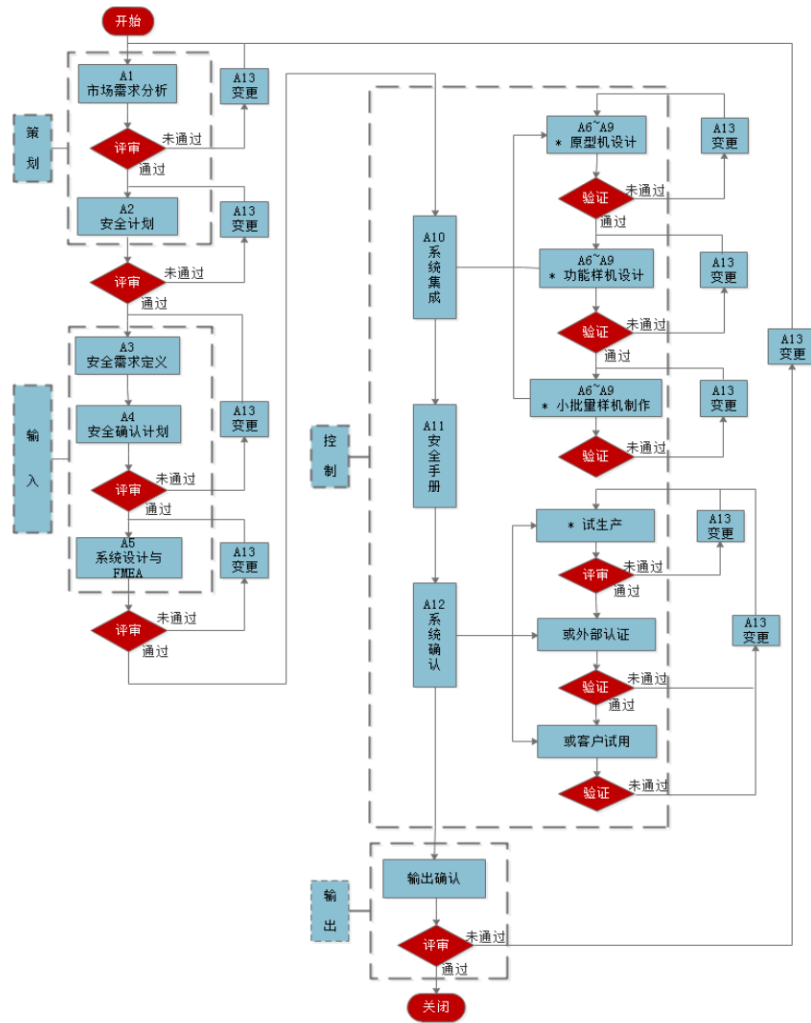 开始
A1
市场需求分析
A13
变更
策
划
评审
未通过
通过
A2
安全计划
A13
变更
评审
未通过
通过
A3
安全需求定义
输
入
A4
安全确认计划
A13
变更
评审
未通过
通过
A5
系统设计与
FMEA
A13
变更
评审
未通过
通过
控
制
A10
系
统
集
成
A11
安
全
手
册
A12
系
统
确
认
A6~A9
* 原型机设计
A13
变更
验证
未通过
通过
A6~A9
* 功能样机设计
A13
变更
验证
未通过
通过
A6~A9
* 小批量样机制作
A13
变更
验证
未通过
* 试生产
A13
变更
评审
未通过
或外部认证
A13
变更
验证
未通过
通过
或客户试用
验证
未通过
A13
变更
输
出
输出确认
评审
未通过
通过
关闭